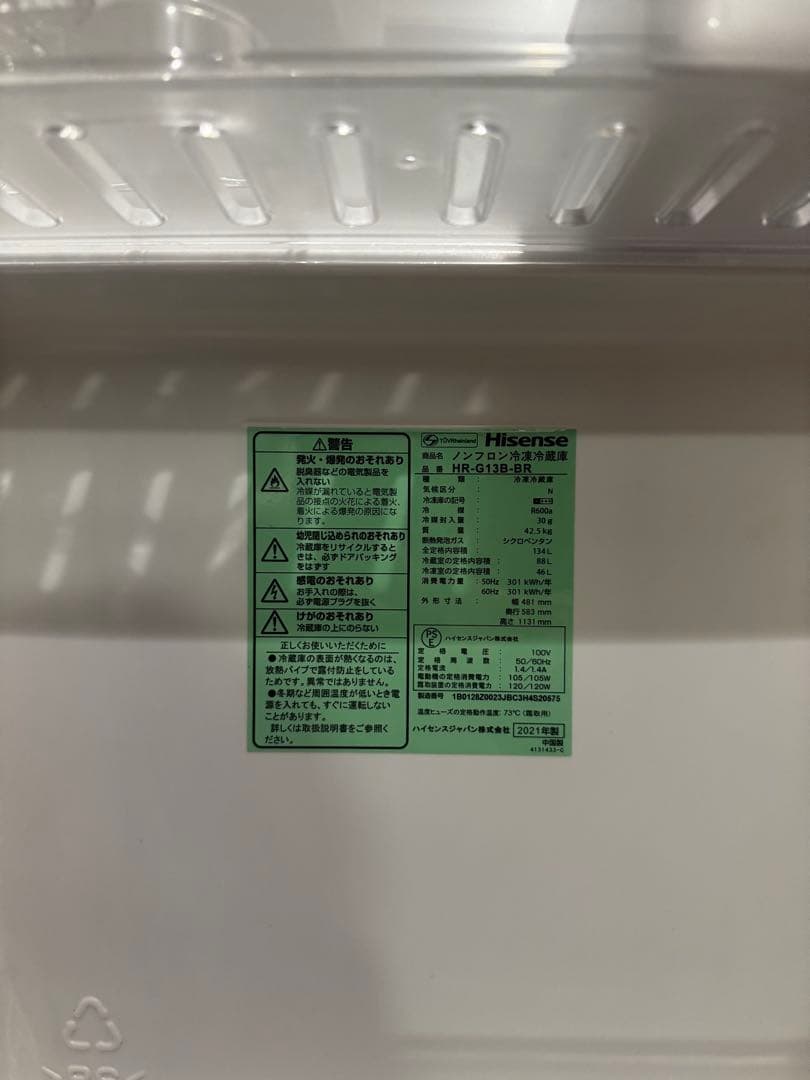 ⚠警告
発火・爆発のおそれあり
脱臭器などの電気製品を
入れない
冷媒が漏れていると電気製
品の接点の火花による着火、
着火による爆発の原因にな
ります。
幼児閉じ込められのおそれあり
冷蔵庫をリサイクルすると
きは、必ずドアパッキング
をはずす
感電のおそれあり
お手入れの際は、
必ず電源プラグを抜く
けがのおそれあり
冷蔵庫の上にのらない
正しくお使いいただくために
●冷蔵庫の表面が熱くなるのは、
放熱パイプで露付防止をしている
ためです。異常ではありません。
●冬期など周囲温度が低いとき電
源を入れても、すぐに運転しない
ことがあります。
詳しくは取扱説明書をご参照く
ださい。
TÜVRheinland Hisense
商品名 ノンフロン冷凍冷蔵庫
品番 HR-G13B-BR
種類 : 冷凍冷蔵庫
気候区分 : N
冷凍庫の記号 :
冷媒 : R600a
冷媒封入量 : 30g
質量 : 42.5kg
断熱発泡ガス : シクロペンタン
全定格内容積 : 134L
冷蔵室の定格内容積 : 88L
冷凍室の定格内容積 : 46L
消費電力量 : 50Hz 301 kWh/年
60Hz 301 kWh/年
外形寸法 : 幅 481 mm
奥行 583 mm
高さ 1131 mm
PSE ハイセンスジャパン株式会社
定格電圧 : 100V
定格周波数 : 50/60Hz
定格電流 : 1.4/1.4A
電動機の定格消費電力 : 105/105W
霜取装置の定格消費電力 : 120/120W
製造番号 1B0128Z0023JBC3H4S20575
温度ヒューズの定格動作温度: 73℃(霜取用)
ハイセンスジャパン株式会社 2021年製
中国製
4131433-G
>PS<